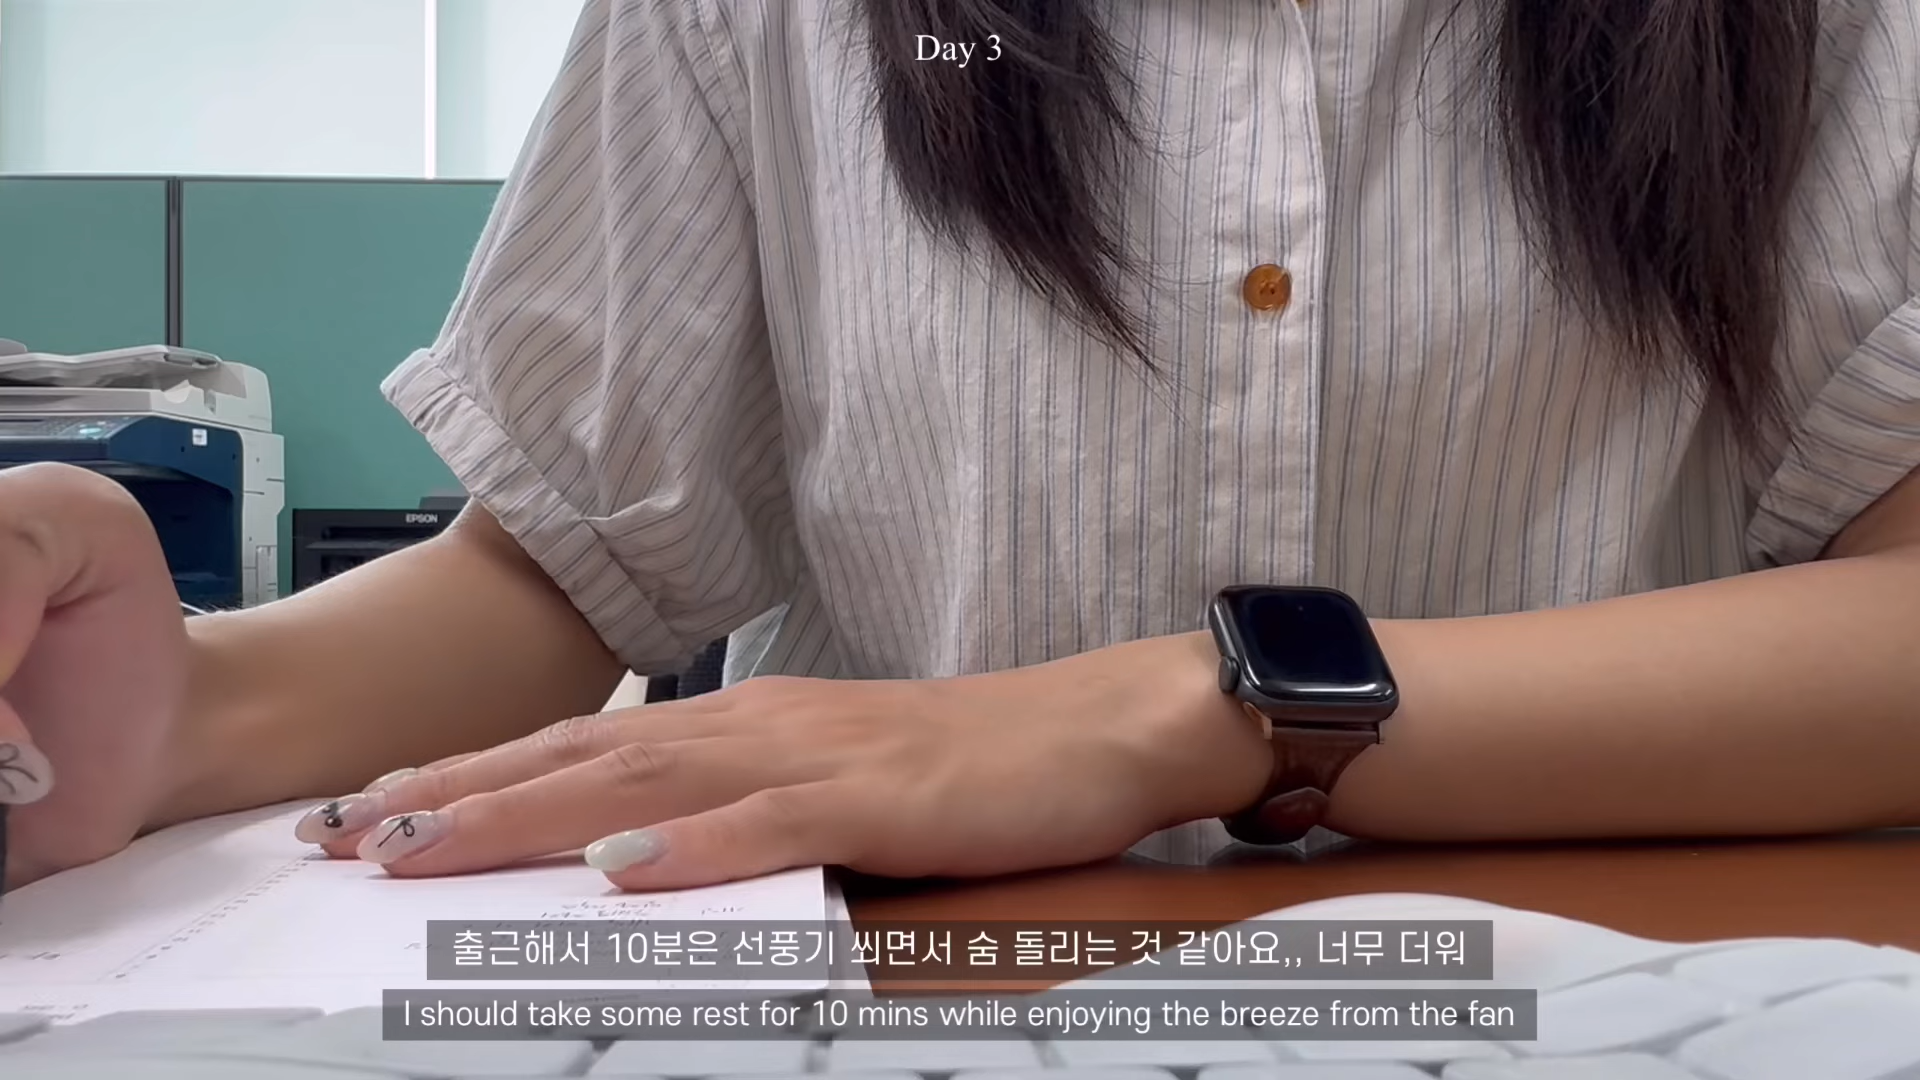 Day 3
EPSON
출근해서 10분은 선풍기 쐬면서 숨 돌리는 것 같아요,, 너무 더워
I should take some rest for 10 mins while enjoying the breeze from the fan